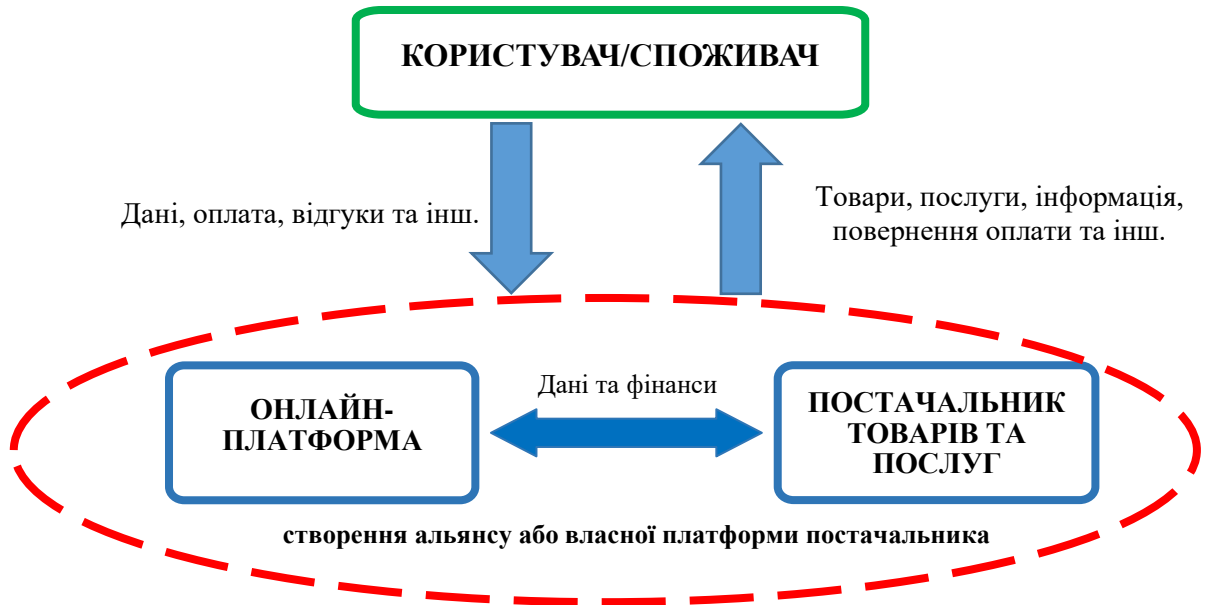 КОРИСТУВАЧ/СПОЖИВАЧ
Дані, оплата, відгуки та інш.
Товари, послуги, інформація,
повернення оплати та інш.
ОНЛАЙН-
ПЛАТФОРМА
Дані та фінанси
ПОСТАЧАЛЬНИК
ТОВАРІВ ТА
ПОСЛУГ
створення альянсу або власної платформи постачальника